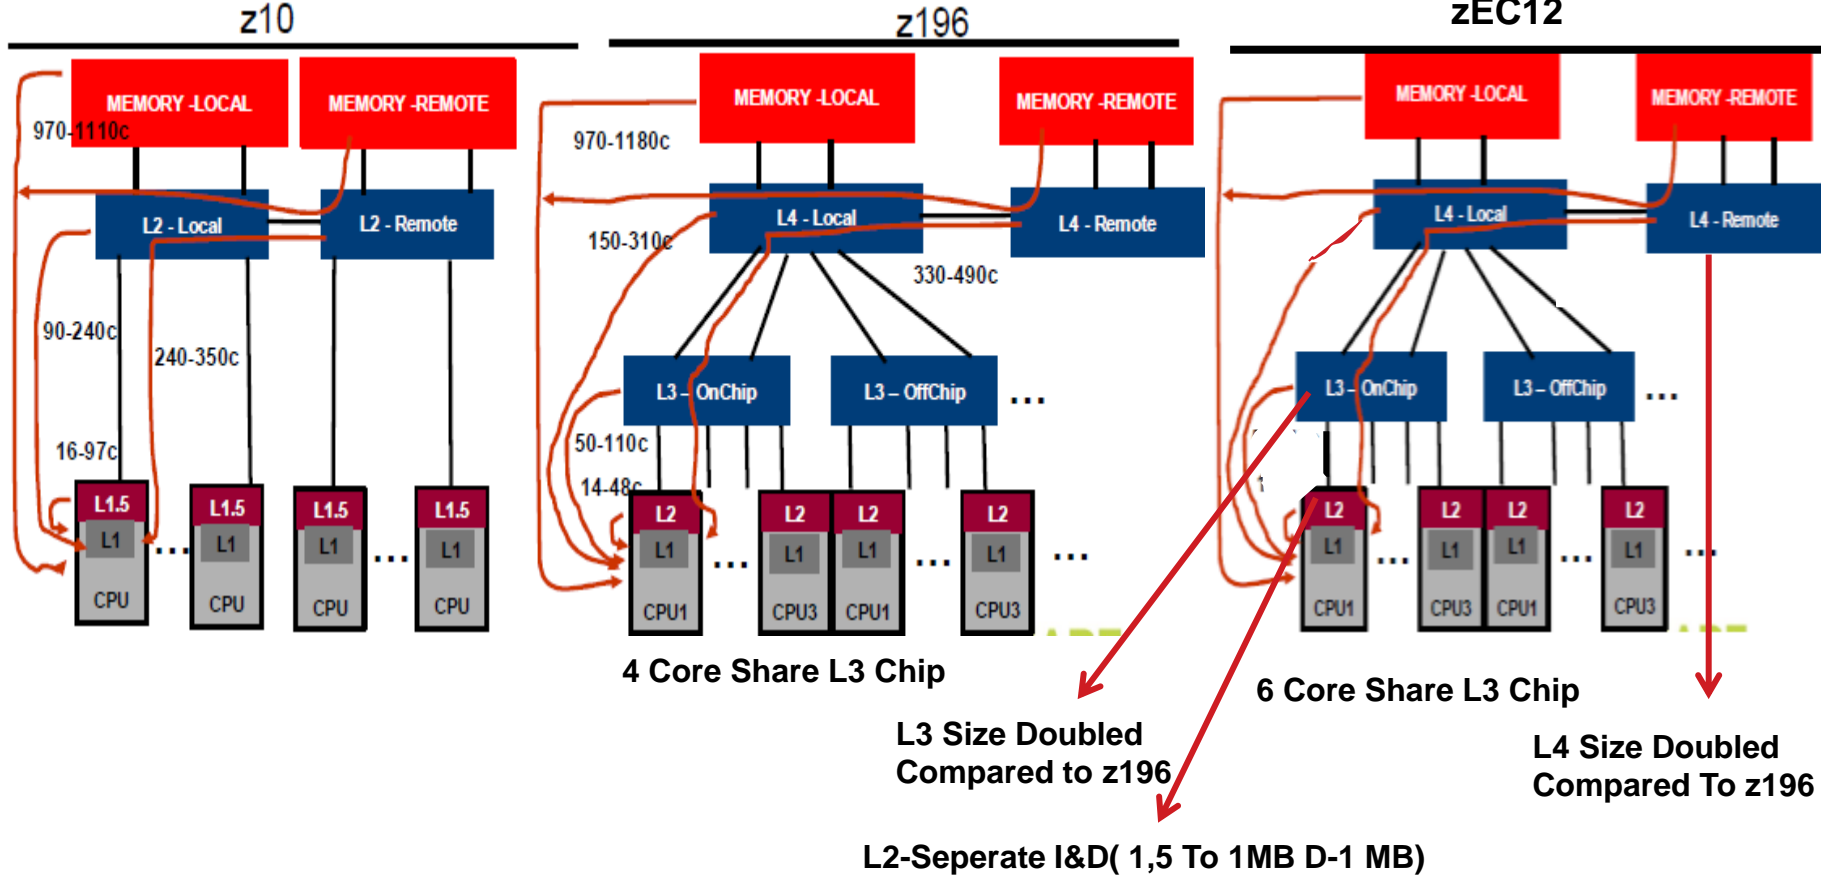 z10
z196
zEC12
MEMORY -LOCAL
MEMORY -REMOTE
970-1110c
L2 - Local
L2 - Remote
90-240c
240-350c
16-97c
L1.5
L1.5
L1.5
L1.5
L1
L1
L1
L1
...
...
CPU
CPU
CPU
CPU
MEMORY -LOCAL
MEMORY -REMOTE
970-1180c
L4 - Local
L4 - Remote
150-310c
330-490c
L3 – OnChip
L3 – OffChip
...
50-110c
14-48c
L2
L2
L2
L2
L1
L1
L1
L1
...
...
...
CPU1
CPU3
CPU1
CPU3
4 Core Share L3 Chip
MEMORY -LOCAL
MEMORY -REMOTE
L4 - Local
L4 - Remote
L3 – OnChip
L3 – OffChip
...
L2
L2
L2
L2
L1
L1
L1
L1
...
...
...
CPU1
CPU3
CPU1
CPU3
6 Core Share L3 Chip
L3 Size Doubled
Compared to z196
L4 Size Doubled
Compared To z196
L2-Seperate I&D( 1,5 To 1MB D-1 MB)